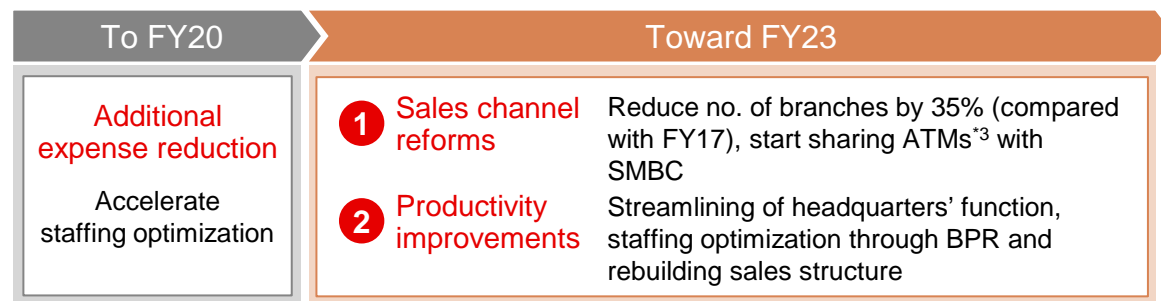 To FY20
Toward FY23
Additional
expense reduction
Accelerate
staffing optimization
1 Sales channel
reforms
Reduce no. of branches by 35% (compared
with FY17), start sharing ATMs*3 with
SMBC
2 Productivity
improvements
Streamlining of headquarters’ function,
staffing optimization through BPR and
rebuilding sales structure